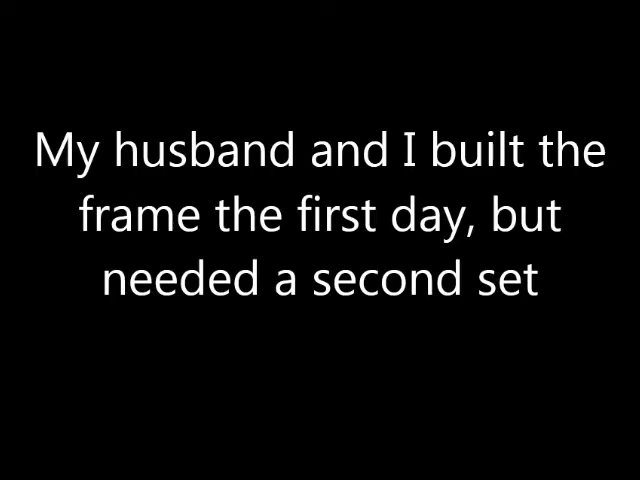 My husband and I built the
frame the first day, but
needed a second set